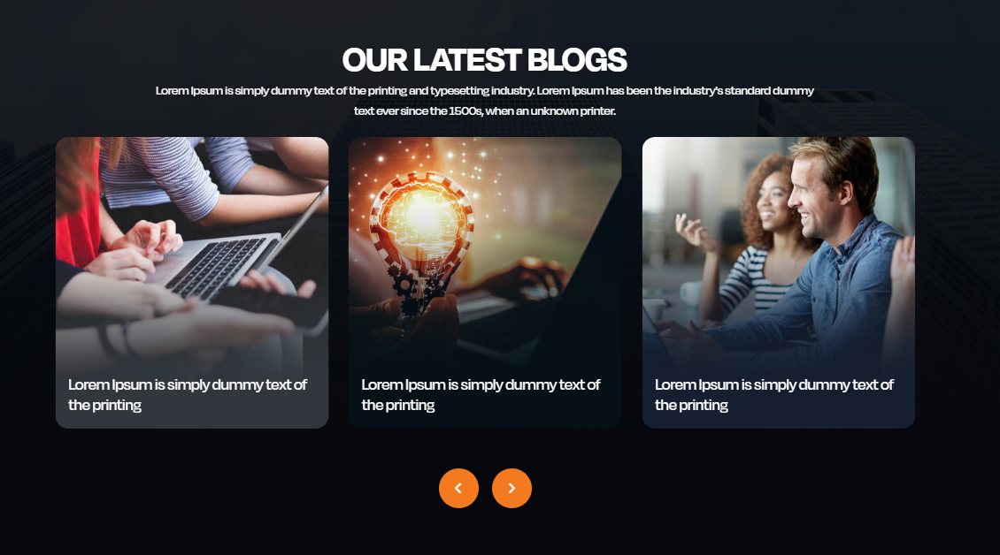 OUR LATEST BLOGS
Lorem Ipsum is simply dummy text of the printing and typesetting industry. Lorem Ipsum has been the industry's standard dummy
text ever since the 1500s, when an unknown printer.
Lorem Ipsum is simply dummy text of
the printing
Lorem Ipsum is simply dummy text of
the printing
Lorem Ipsum is simply dummy text of
the printing